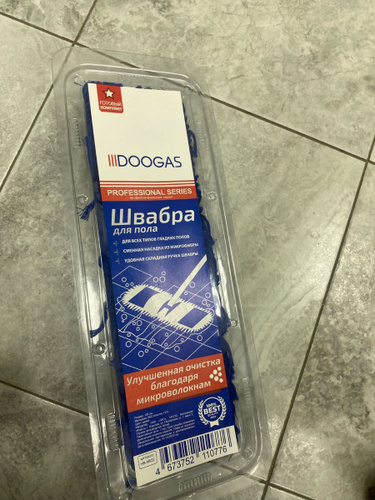 ГОТОВЫЙ
КОМПЛЕКТ
DOOGAS
PROFESSIONAL SERIES
Швабра
для пола
ДЛЯ ВСЕХ ТИПОВ ГЛАДКИХ ПОЛОВ
СМЕННАЯ НАСАДКА ИЗ МИКРОФИБРЫ
УДОБНАЯ СКЛАДНАЯ РУЧКА ШВАБРЫ
Улучшенная очистка
благодаря
микроволокнам
BEST
4 673752 110776